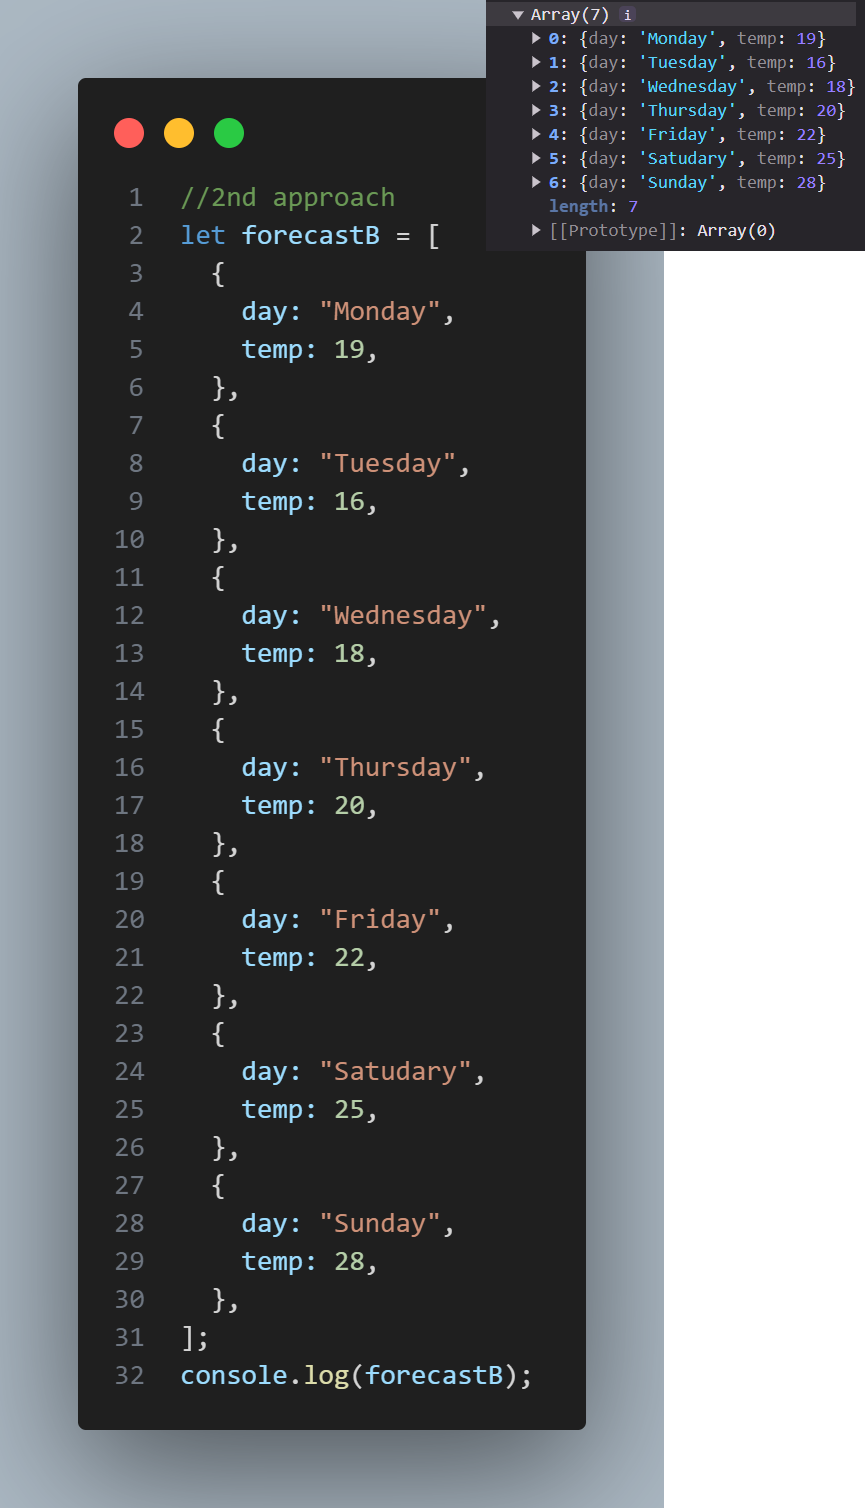 Array(7) i
0: {day: 'Monday', temp: 19}
1: {day: 'Tuesday', temp: 16}
2: {day: 'Wednesday', temp: 18}
3: {day: 'Thursday', temp: 20}
4: {day: 'Friday', temp: 22}
5: {day: 'Satudary', temp: 25}
6: {day: 'Sunday', temp: 28}
length: 7
[[Prototype]]: Array(0)
1 //2nd approach
2 let forecastB = [
3 {
4 day: "Monday",
5 temp: 19,
6 },
7 {
8 day: "Tuesday",
9 temp: 16,
10 },
11 {
12 day: "Wednesday",
13 temp: 18,
14 },
15 {
16 day: "Thursday",
17 temp: 20,
18 },
19 {
20 day: "Friday",
21 temp: 22,
22 },
23 {
24 day: "Satudary",
25 temp: 25,
26 },
27 {
28 day: "Sunday",
29 temp: 28,
30 },
31 ];
32 console.log(forecastB);